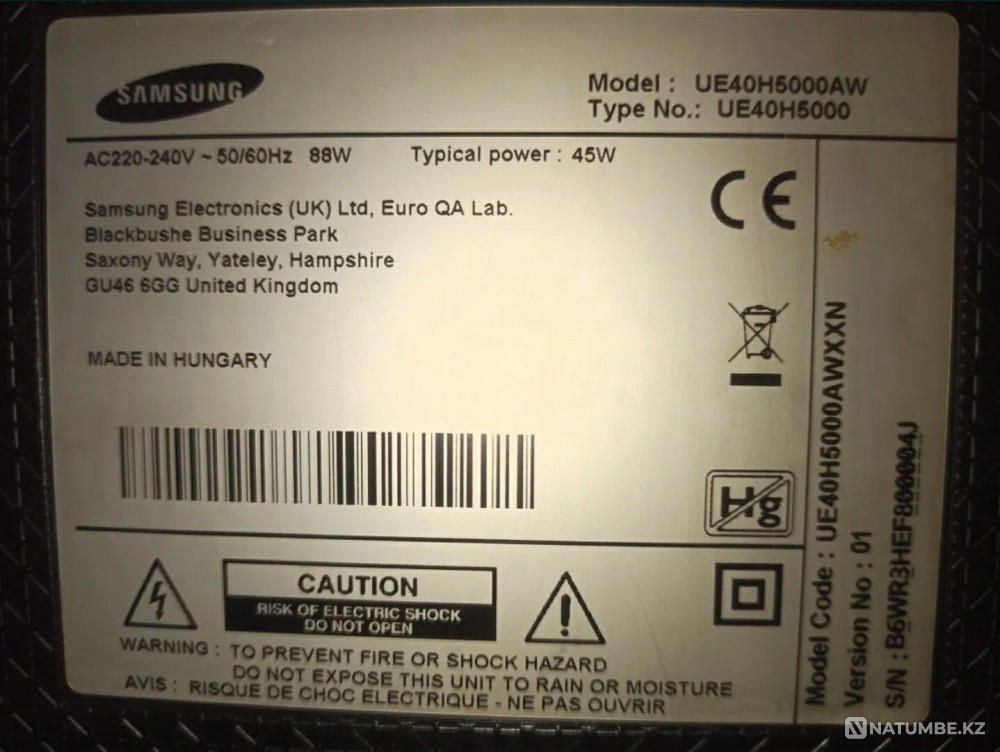 SAMSUNG
Model : UE40H5000AW
Type No.: UE40H5000
AC220-240V ~ 50/60Hz 88W Typical power : 45W
Samsung Electronics (UK) Ltd, Euro QA Lab.
Blackbushe Business Park
Saxony Way, Yateley, Hampshire
GU46 6GG United Kingdom
MADE IN HUNGARY
CE
Hg
CAUTION
RISK OF ELECTRIC SHOCK
DO NOT OPEN
WARNING : TO PREVENT FIRE OR SHOCK HAZARD
DO NOT EXPOSE THIS UNIT TO RAIN OR MOISTURE
AVIS : RISQUE DE CHOC ELECTRIQUE - NE PAS OUVRIR
Model Code : UE40H5000AWXXN
Version No : 01
S/N : B6WR3HEF800004J
NATUMBE.KZ